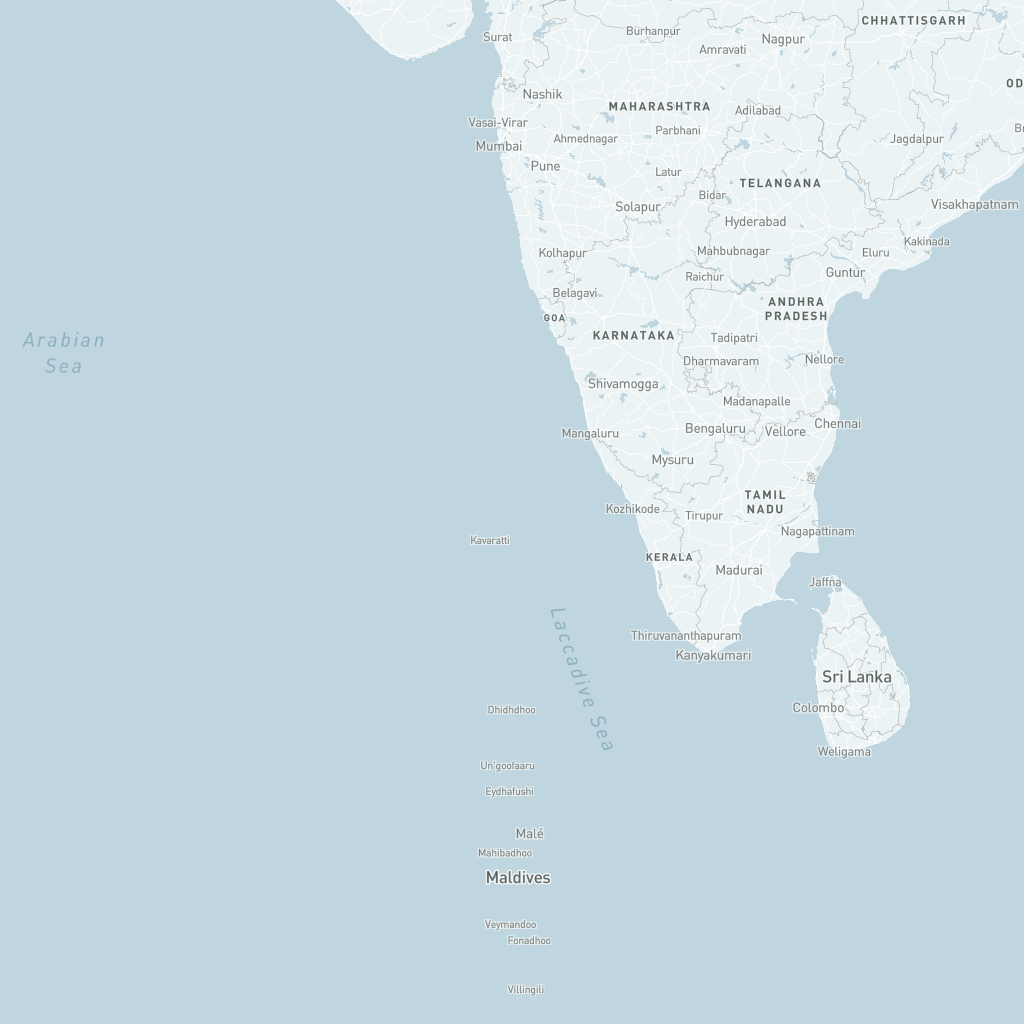 CHHATTISGARH
Surat
Burhanpur
Nagpur
Amravati
OD
Nashik
MAHARASHTRA
Adilabad
Vasai-Virar
Parbhani
Br
Ahmednagar
Jagdalpur
Mumbai
Pune
Latur
TELANGANA
Bidar
Solapur
Visakhapatnam
Hyderabad
Kakinada
Kolhapur
Mahbubnagar
Eluru
Raichur
Guntur
Belagavi
ANDHRA
PRADESH
GOA
KARNATAKA
Tadipatri
Arabian
Sea
Dharmavaram
Nellore
Shivamogga
Madanapalle
Mangaluru
Bengaluru
Vellore
Chennai
Mysuru
TAMIL
NADU
Kozhikode
Tirupur
Nagapattinam
Kavaratti
KERALA
Madurai
Jaffna
Laccadive Sea
Thiruvananthapuram
Kanyakumari
Sri Lanka
Dhidhdhoo
Colombo
Weligama
Un'goofaaru
Eydhafushi
Malé
Mahibadhoo
Maldives
Veymandoo
Fonadhoo
Villingili